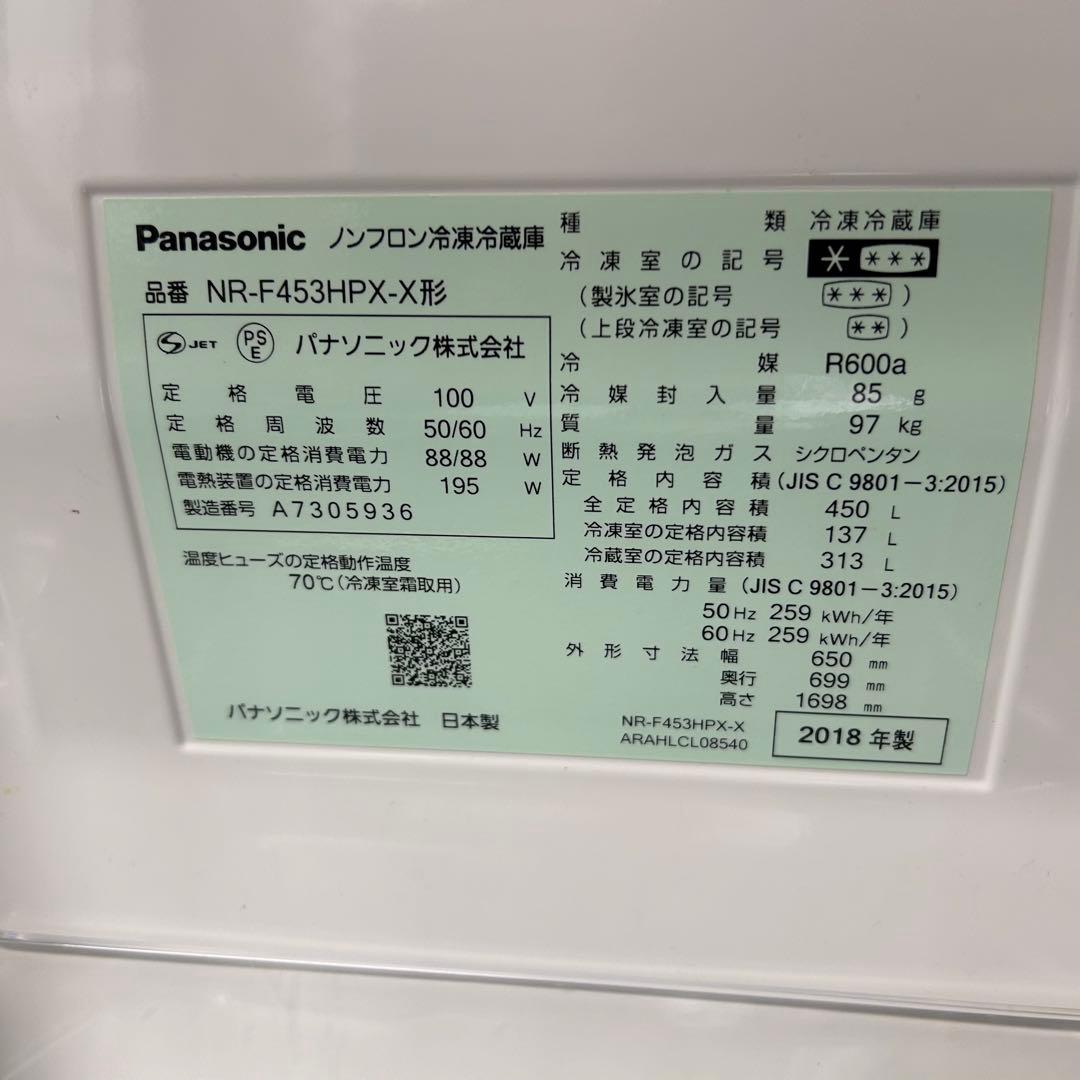 Panasonic ノンフロン冷凍冷蔵庫
品番 NR-F453HPX-X形
JET PSE パナソニック株式会社
定格電圧 100 V
定格周波数 50/60 Hz
電動機の定格消費電力 88/88 W
電熱装置の定格消費電力 195 W
製造番号 A7305936
温度ヒューズの定格動作温度
70℃(冷凍室霜取用)
パナソニック株式会社 日本製
種類 冷凍冷蔵庫
冷凍室の記号 * ***
(製氷室の記号 ***)
(上段冷凍室の記号 **)
冷媒 R600a
冷媒封入量 85 g
質量 97 kg
断熱発泡ガス シクロペンタン
定格内容積(JIS C 9801-3:2015)
全定格内容積 450 L
冷凍室の定格内容積 137 L
冷蔵室の定格内容積 313 L
消費電力量(JIS C 9801-3:2015)
50Hz 259 kWh/年
60Hz 259 kWh/年
外形寸法幅 650 mm
奥行 699 mm
高さ 1698 mm
NR-F453HPX-X
ARAHLCL08540
2018年製